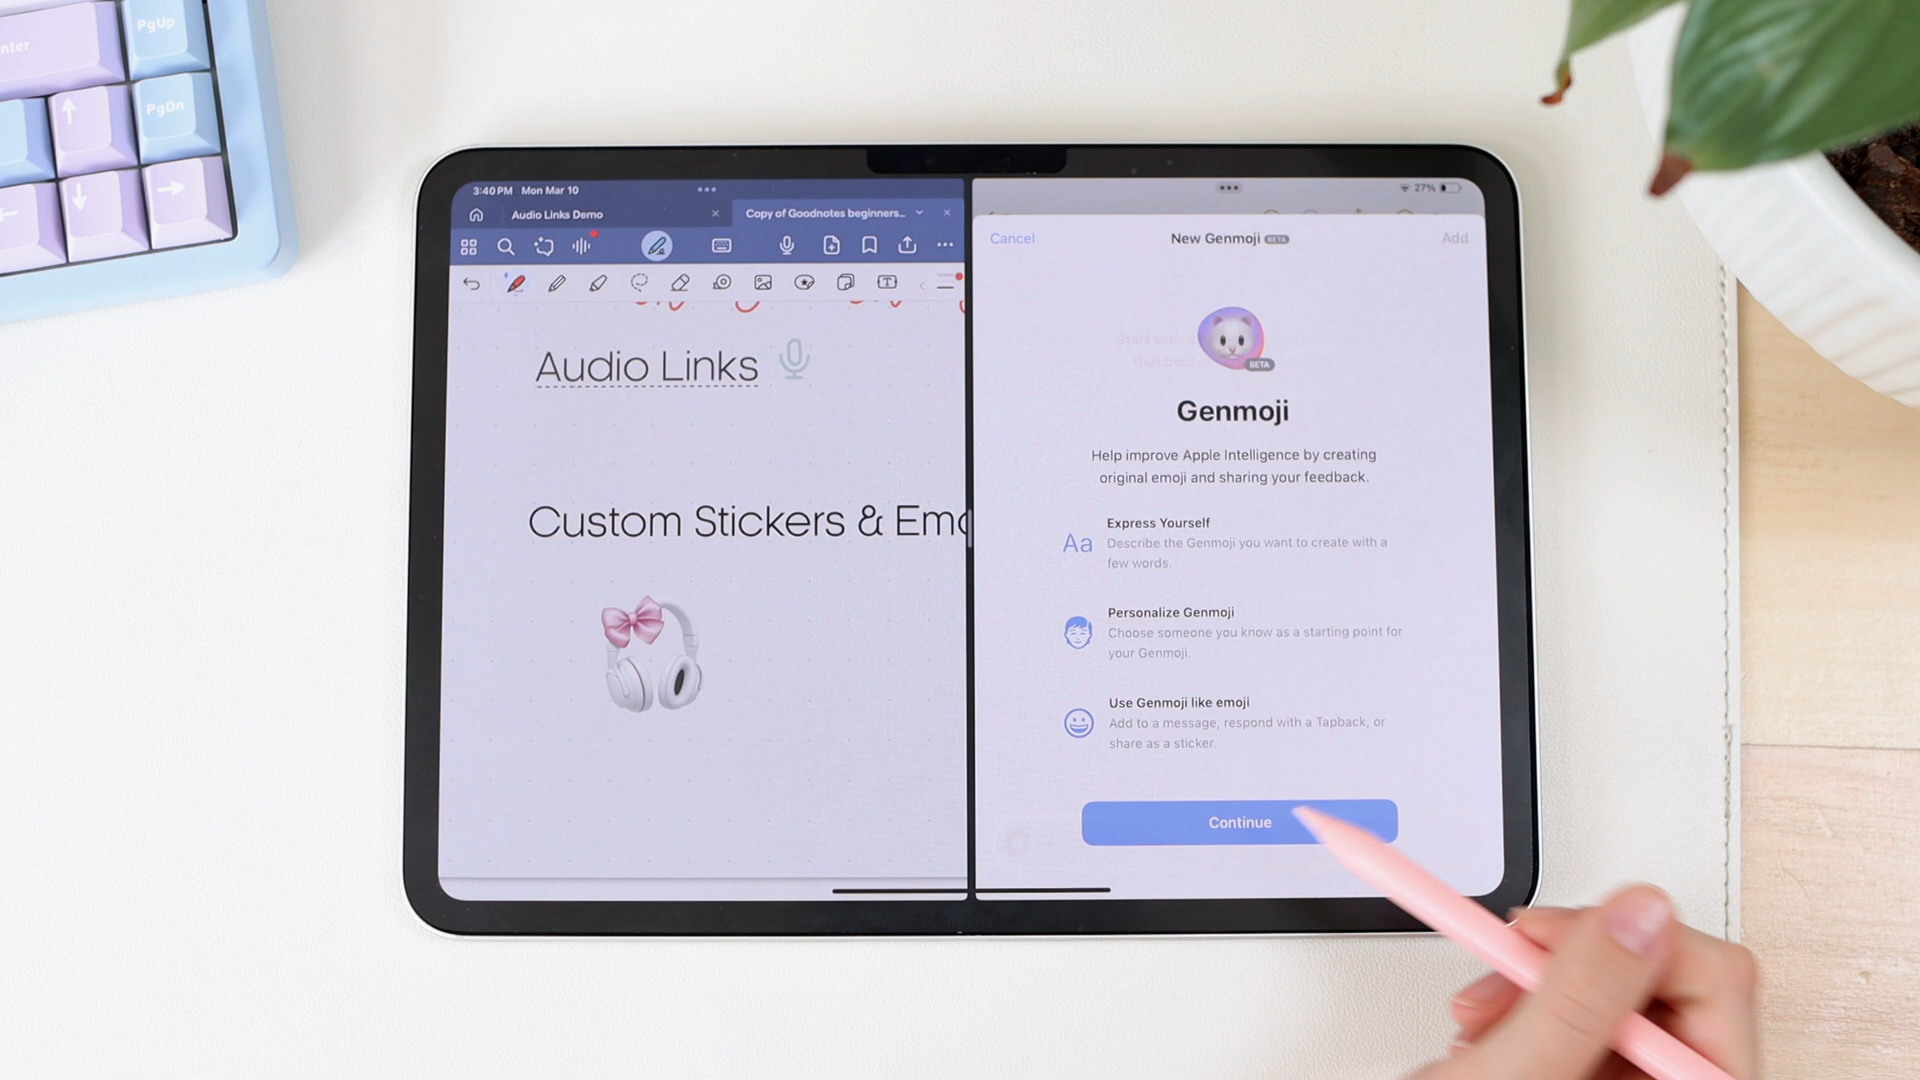 PgUp
nter
PgDn
3:40 PM Mon Mar 10
27%
Audio Links Demo
Copy of Goodnotes beginners...
Cancel
New Genmoji BETA
Add
Audio Links
Custom Stickers & Emo
BETA
Genmoji
Help improve Apple Intelligence by creating
original emoji and sharing your feedback.
Aa
Express Yourself
Describe the Genmoji you want to create with a
few words.
Personalize Genmoji
Choose someone you know as a starting point for
your Genmoji.
Use Genmoji like emoji
Add to a message, respond with a Tapback, or
share as a sticker.
Continue